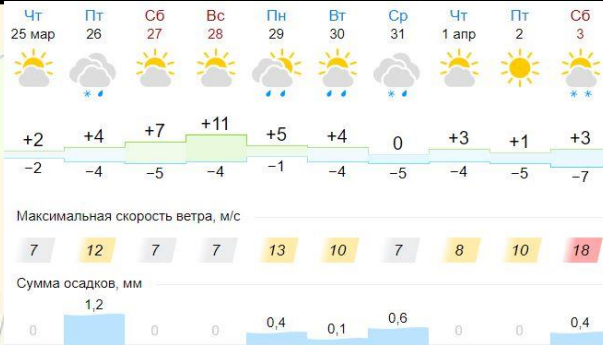 Чт Пт Сб Вс Пн Вт Ср Чт Пт Сб
25 мар 26 27 28 29 30 31 1 апр 2 3
+2 +4 +7 +11 +5 +4 0 +3 +1 +3
−2 −4 −5 −4 −1 −4 −5 −4 −5 −7
Максимальная скорость ветра, м/с
7 12 7 7 13 10 7 8 10 18
Сумма осадков, мм
0 1,2 0 0 0,4 0,1 0,6 0 0 0,4